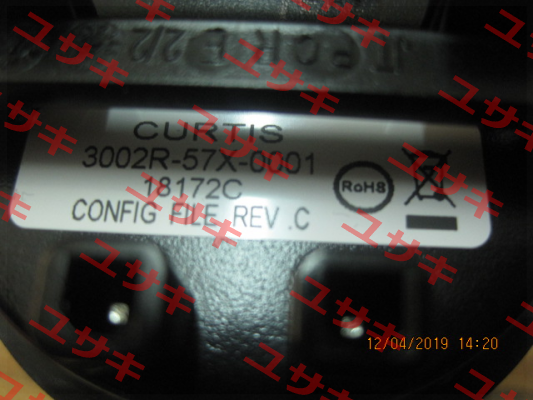 CURTIS
3002R-57X-0001
18172C
CONFIG FILE REV .C
RoHS
12/04/2019 14:20
ユサキ